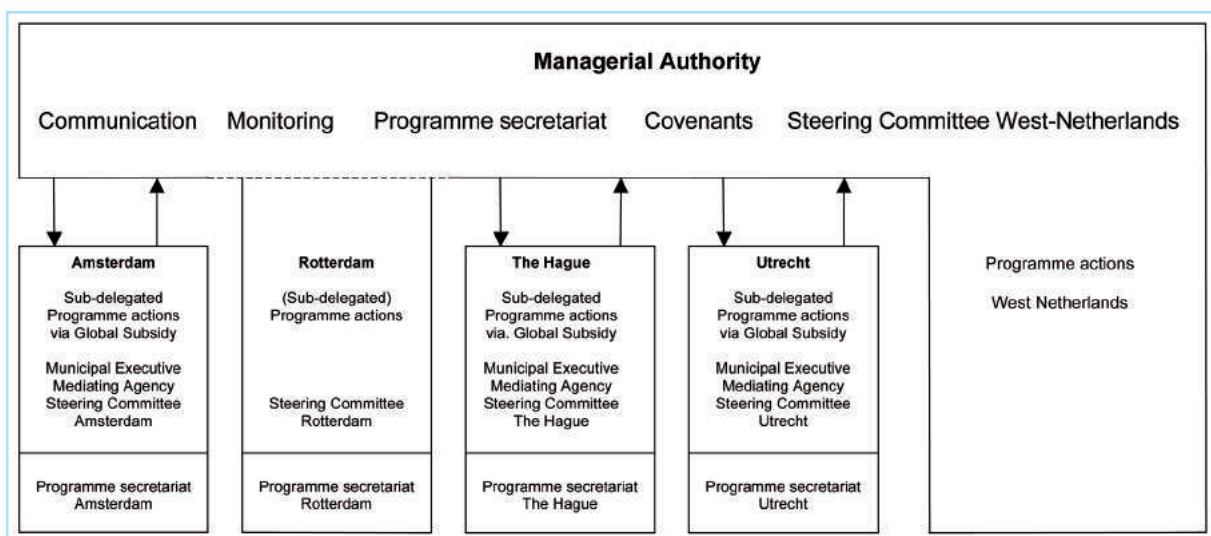 Managerial Authority
Communication Monitoring Programme secretariat Covenants Steering Committee West-Netherlands
Amsterdam
Sub-delegated
Programme actions
via Global Subsidy
Municipal Executive
Mediating Agency
Steering Committee
Amsterdam
Programme secretariat
Amsterdam
Rotterdam
(Sub-delegated)
Programme actions
Steering Committee
Rotterdam
Programme secretariat
Rotterdam
The Hague
Sub-delegated
Programme actions
via. Global Subsidy
Municipal Executive
Mediating Agency
Steering Committee
The Hague
Programme secretariat
The Hague
Utrecht
Sub-delegated
Programme actions
via Global Subsidy
Municipal Executive
Mediating Agency
Steering Committee
Utrecht
Programme secretariat
Utrecht
Programme actions
West Netherlands